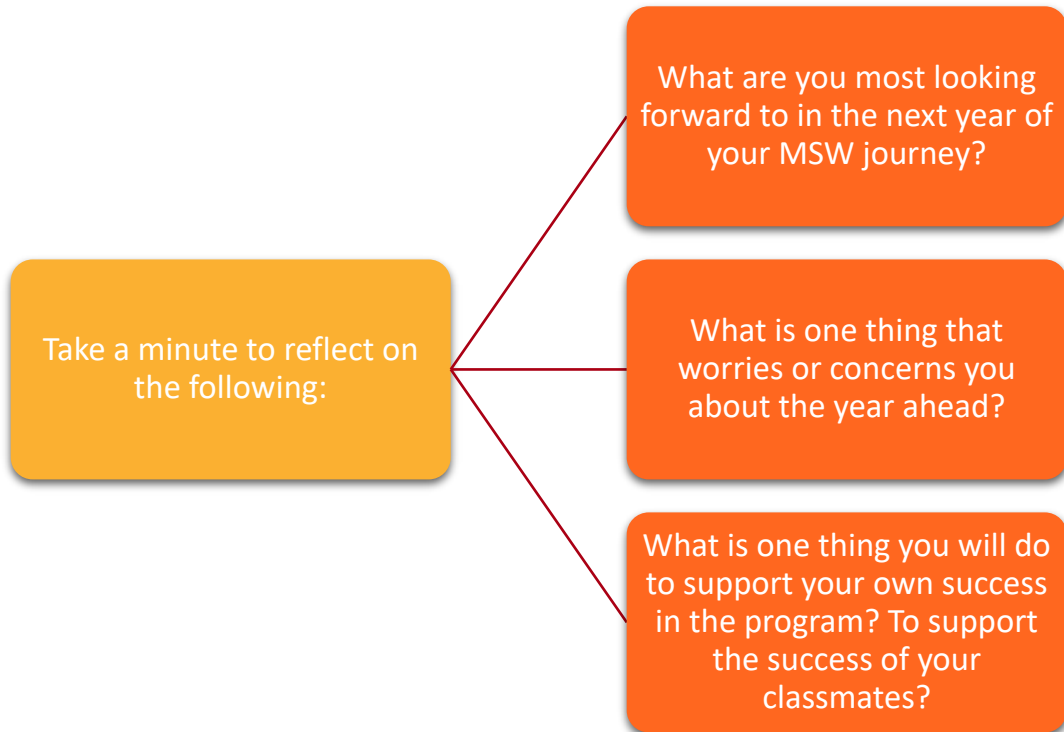 Take a minute to reflect on
the following:
What are you most looking
forward to in the next year of
your MSW journey?
What is one thing that
worries or concerns you
about the year ahead?
What is one thing you will do
to support your own success
in the program? To support
the success of your
classmates?